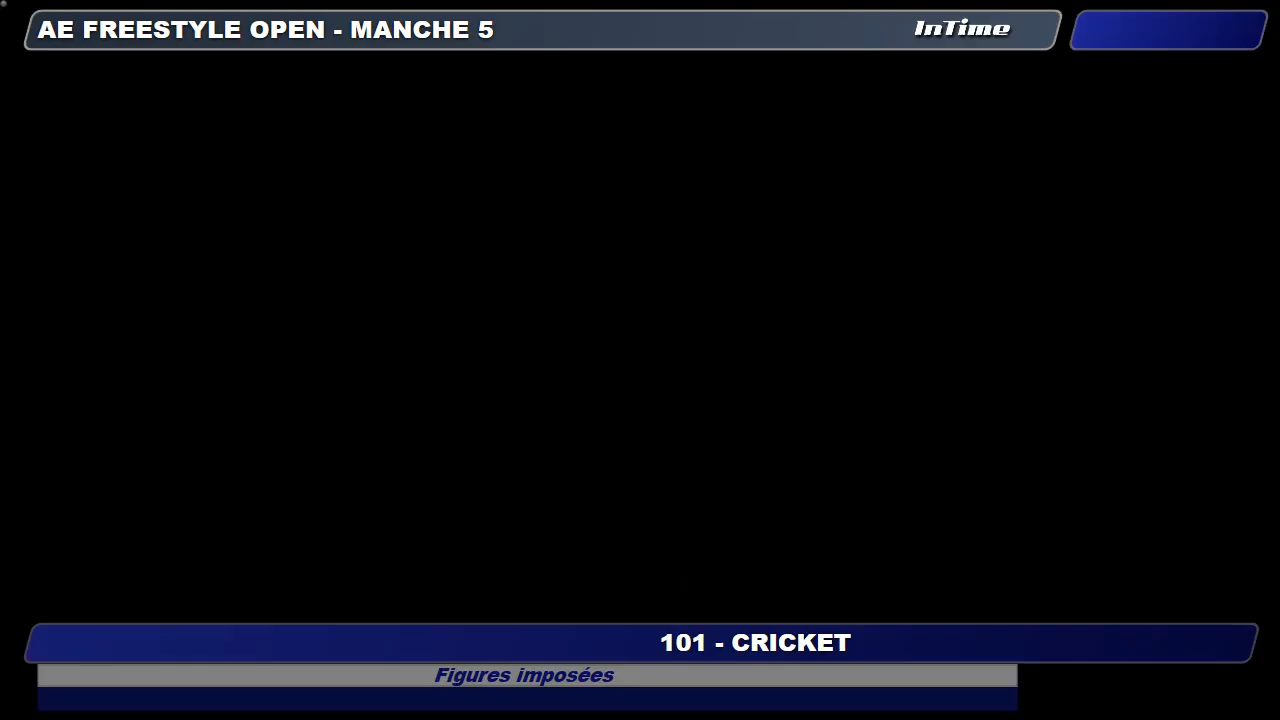 AE FREESTYLE OPEN - MANCHE 5
InTime
101 - CRICKET
Figures imposées